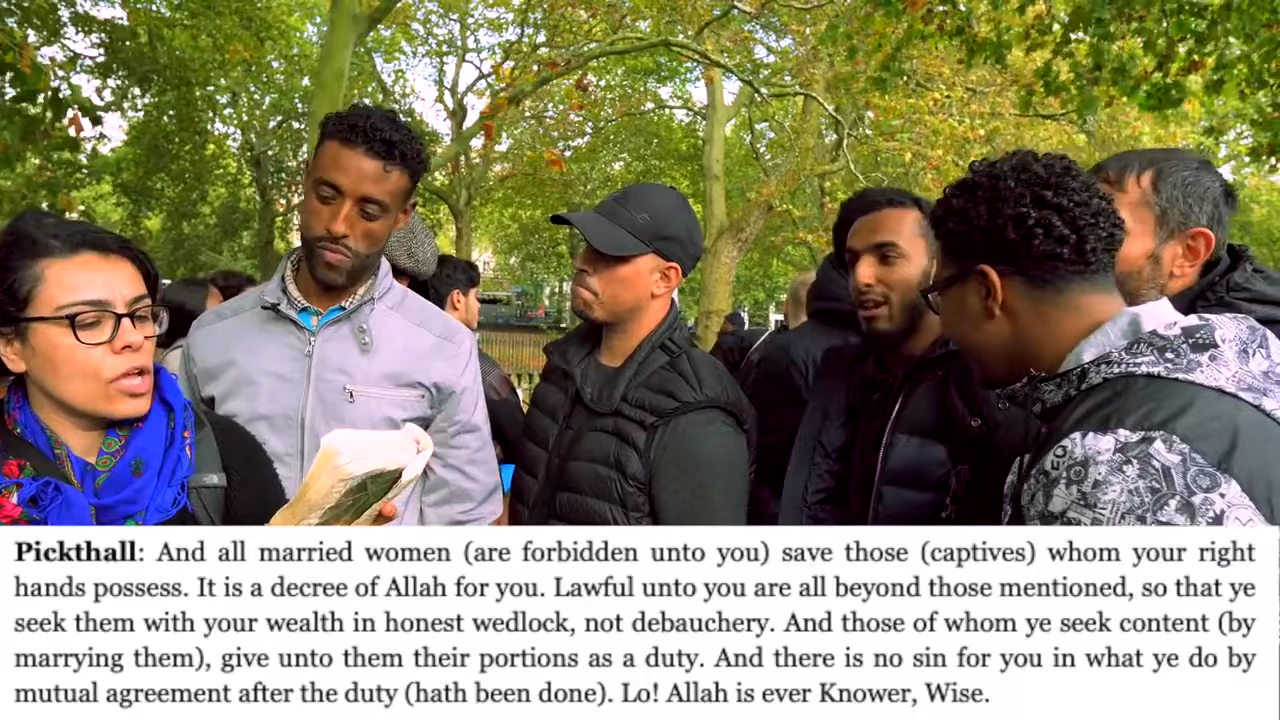 Pickthall: And all married women (are forbidden unto you) save those (captives) whom your right
hands possess. It is a decree of Allah for you. Lawful unto you are all beyond those mentioned, so that ye
seek them with your wealth in honest wedlock, not debauchery. And those of whom ye seek content (by
marrying them), give unto them their portions as a duty. And there is no sin for you in what ye do by
mutual agreement after the duty (hath been done). Lo! Allah is ever Knower, Wise.